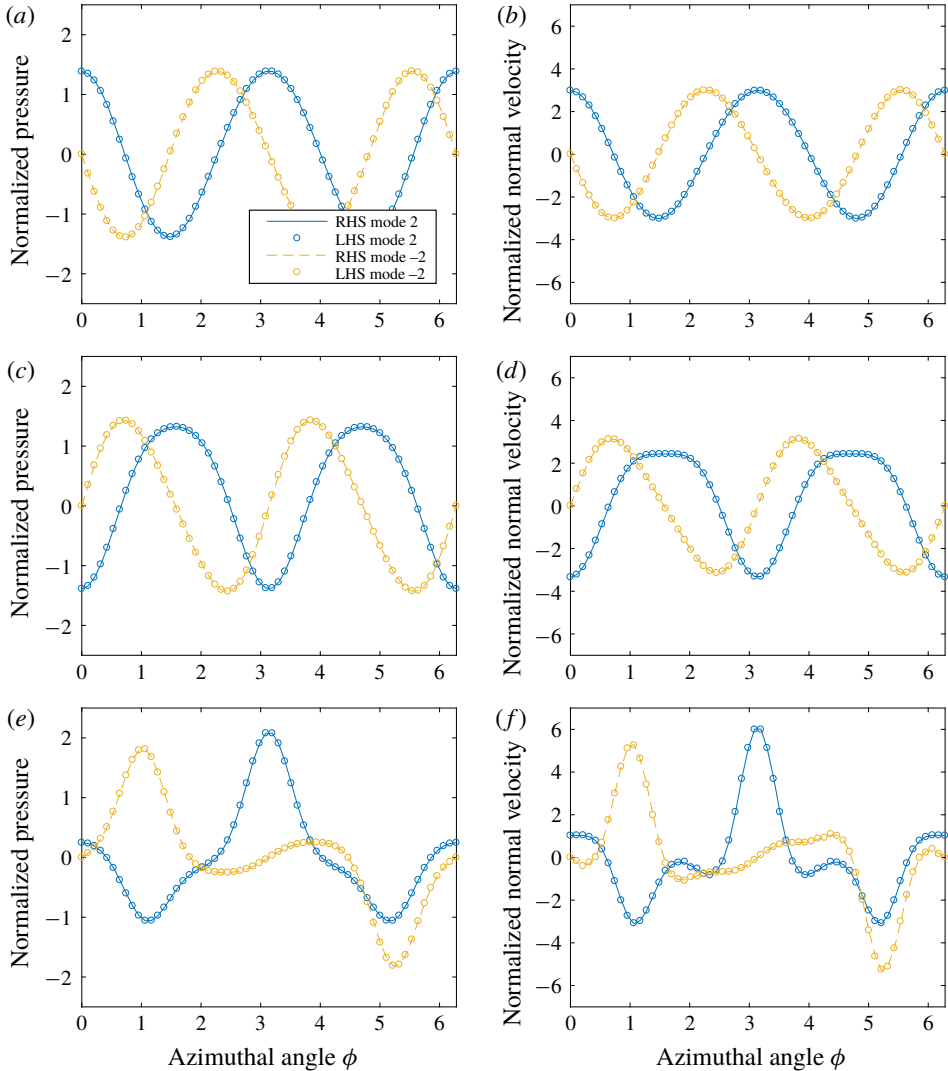 (a)
Normalized pressure
2
1
0
−1
−2
0 1 2 3 4 5 6
RHS mode 2
LHS mode 2
RHS mode −2
LHS mode −2
(b)
Normalized normal velocity
6
4
2
0
−2
−4
−6
0 1 2 3 4 5 6
(c)
Normalized pressure
2
1
0
−1
−2
0 1 2 3 4 5 6
(d)
Normalized normal velocity
6
4
2
0
−2
−4
−6
0 1 2 3 4 5 6
(e)
Normalized pressure
2
1
0
−1
−2
0 1 2 3 4 5 6
Azimuthal angle ϕ
(f)
Normalized normal velocity
6
4
2
0
−2
−4
−6
0 1 2 3 4 5 6
Azimuthal angle ϕ